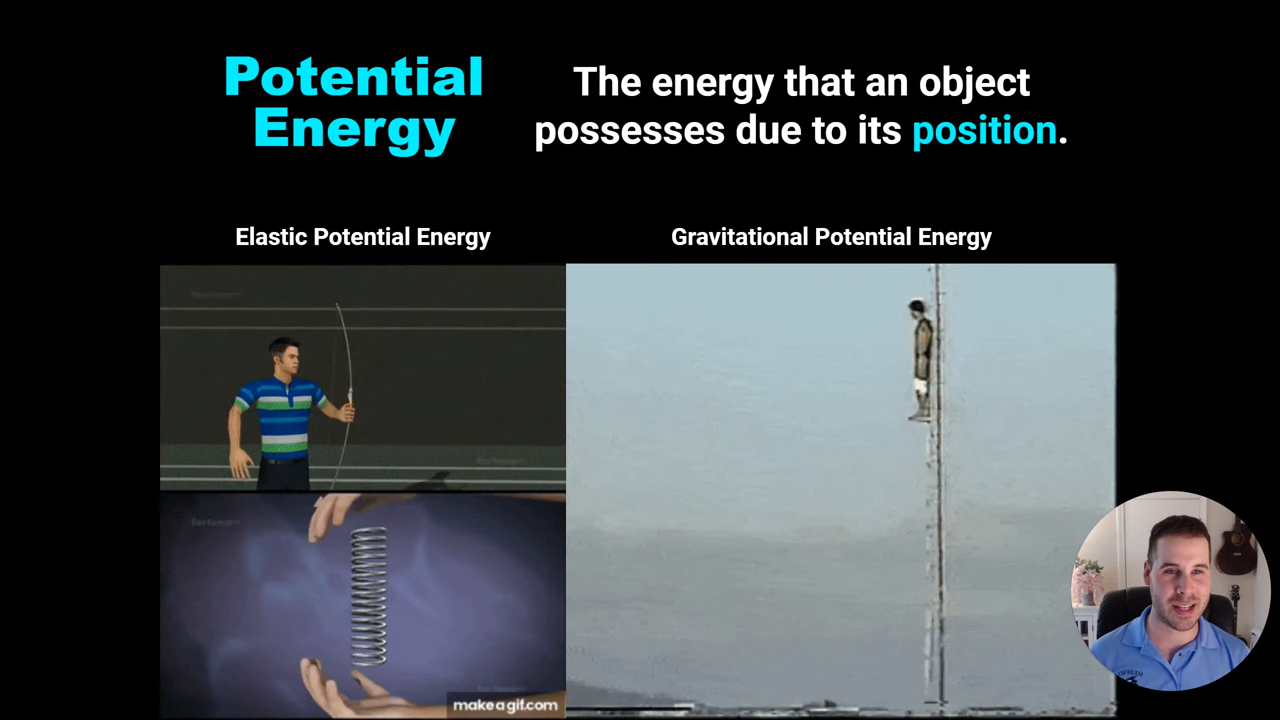 Potential
Energy
The energy that an object
possesses due to its position.
Elastic Potential Energy
Gravitational Potential Energy
makeagif.com